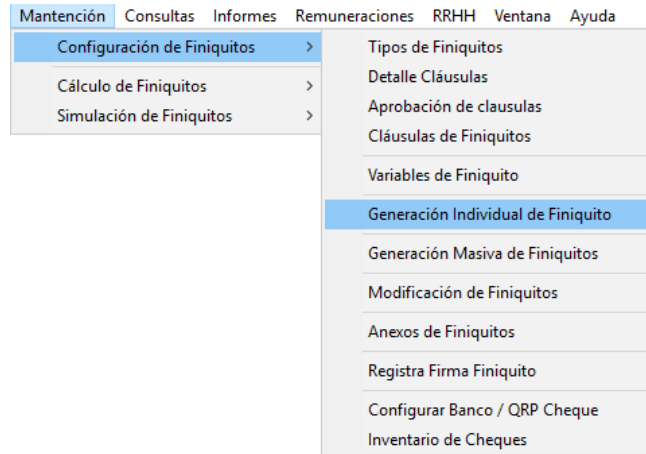 Mantención Consultas Informes Remuneraciones RRHH Ventana Ayuda
Configuración de Finiquitos >
Cálculo de Finiquitos >
Simulación de Finiquitos >
Tipos de Finiquitos
Detalle Cláusulas
Aprobación de clausulas
Cláusulas de Finiquitos
Variables de Finiquito
Generación Individual de Finiquito
Generación Masiva de Finiquitos
Modificación de Finiquitos
Anexos de Finiquitos
Registra Firma Finiquito
Configurar Banco / QRP Cheque
Inventario de Cheques